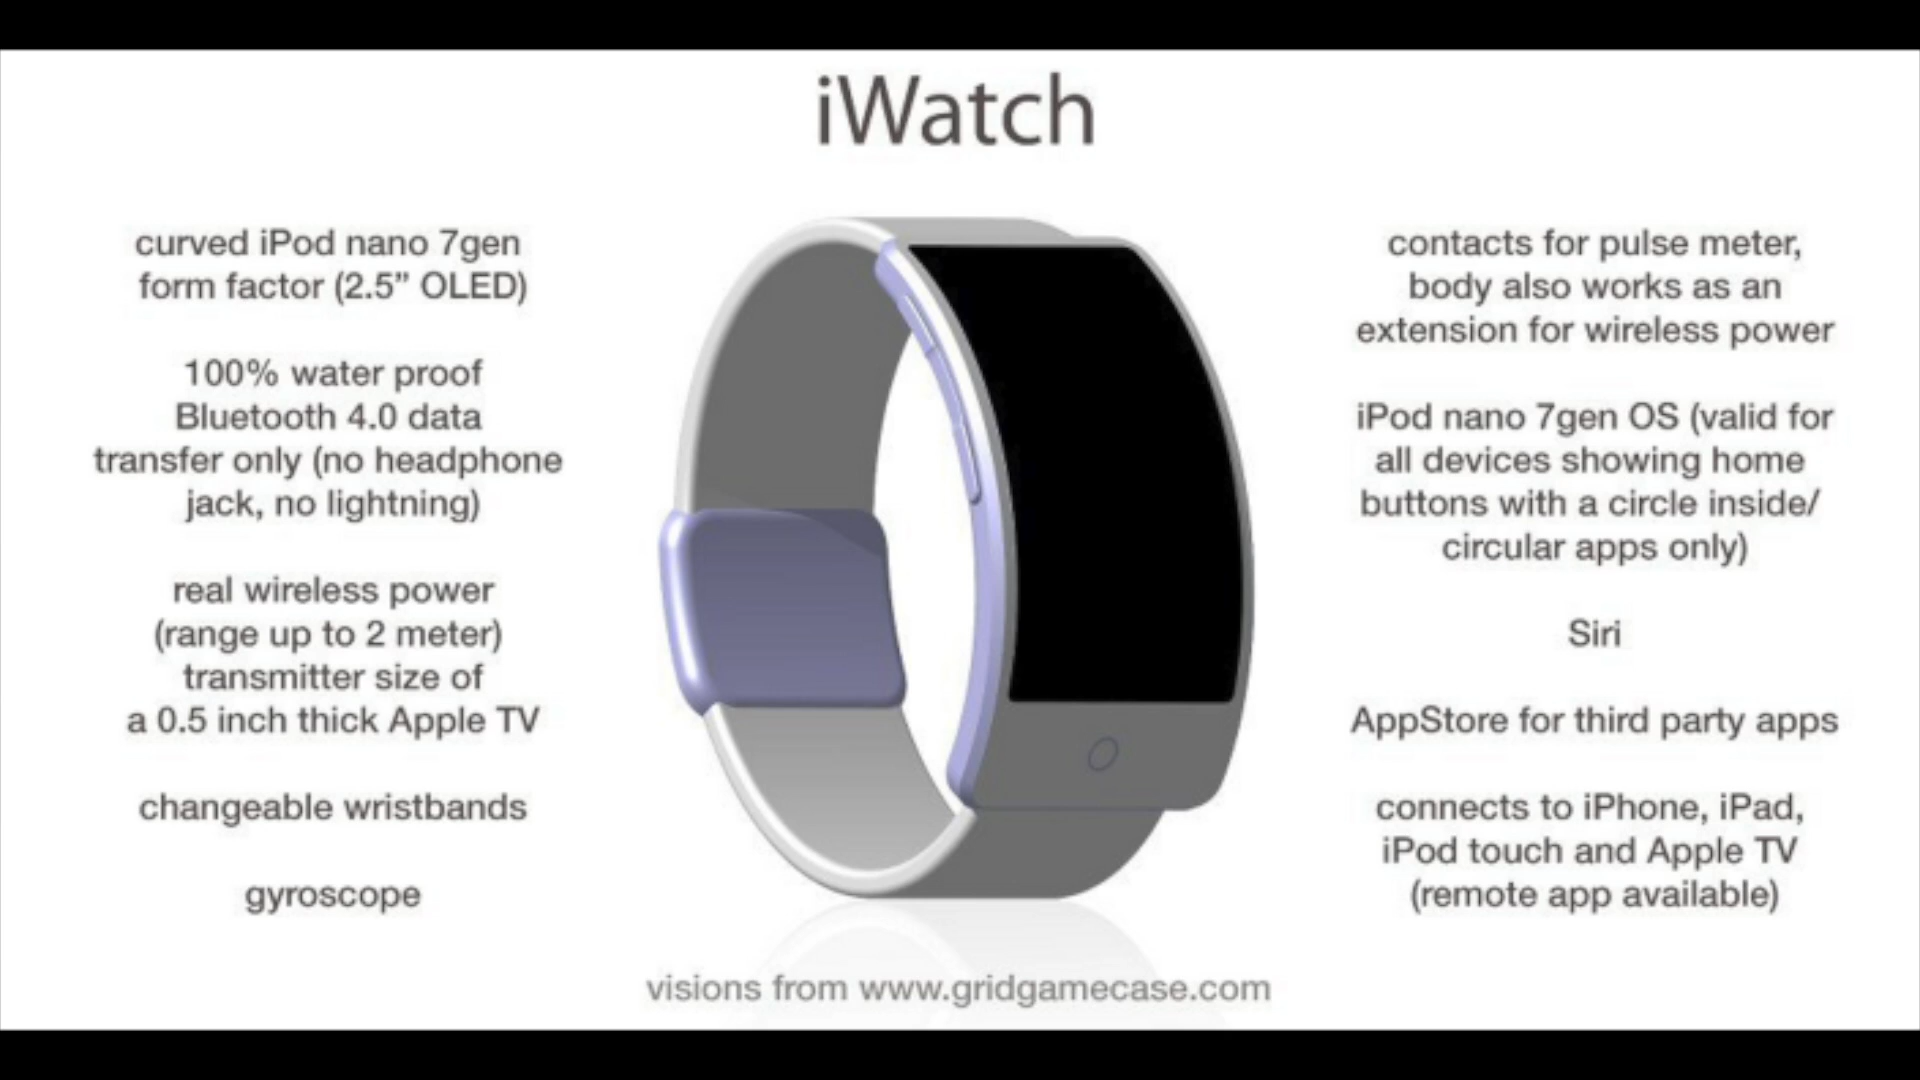 iWatch
curved iPod nano 7gen
form factor (2.5” OLED)
100% water proof
Bluetooth 4.0 data
transfer only (no headphone
jack, no lightning)
real wireless power
(range up to 2 meter)
transmitter size of
a 0.5 inch thick Apple TV
changeable wristbands
gyroscope
contacts for pulse meter,
body also works as an
extension for wireless power
iPod nano 7gen OS (valid for
all devices showing home
buttons with a circle inside/
circular apps only)
Siri
AppStore for third party apps
connects to iPhone, iPad,
iPod touch and Apple TV
(remote app available)
visions from www.gridgamecase.com